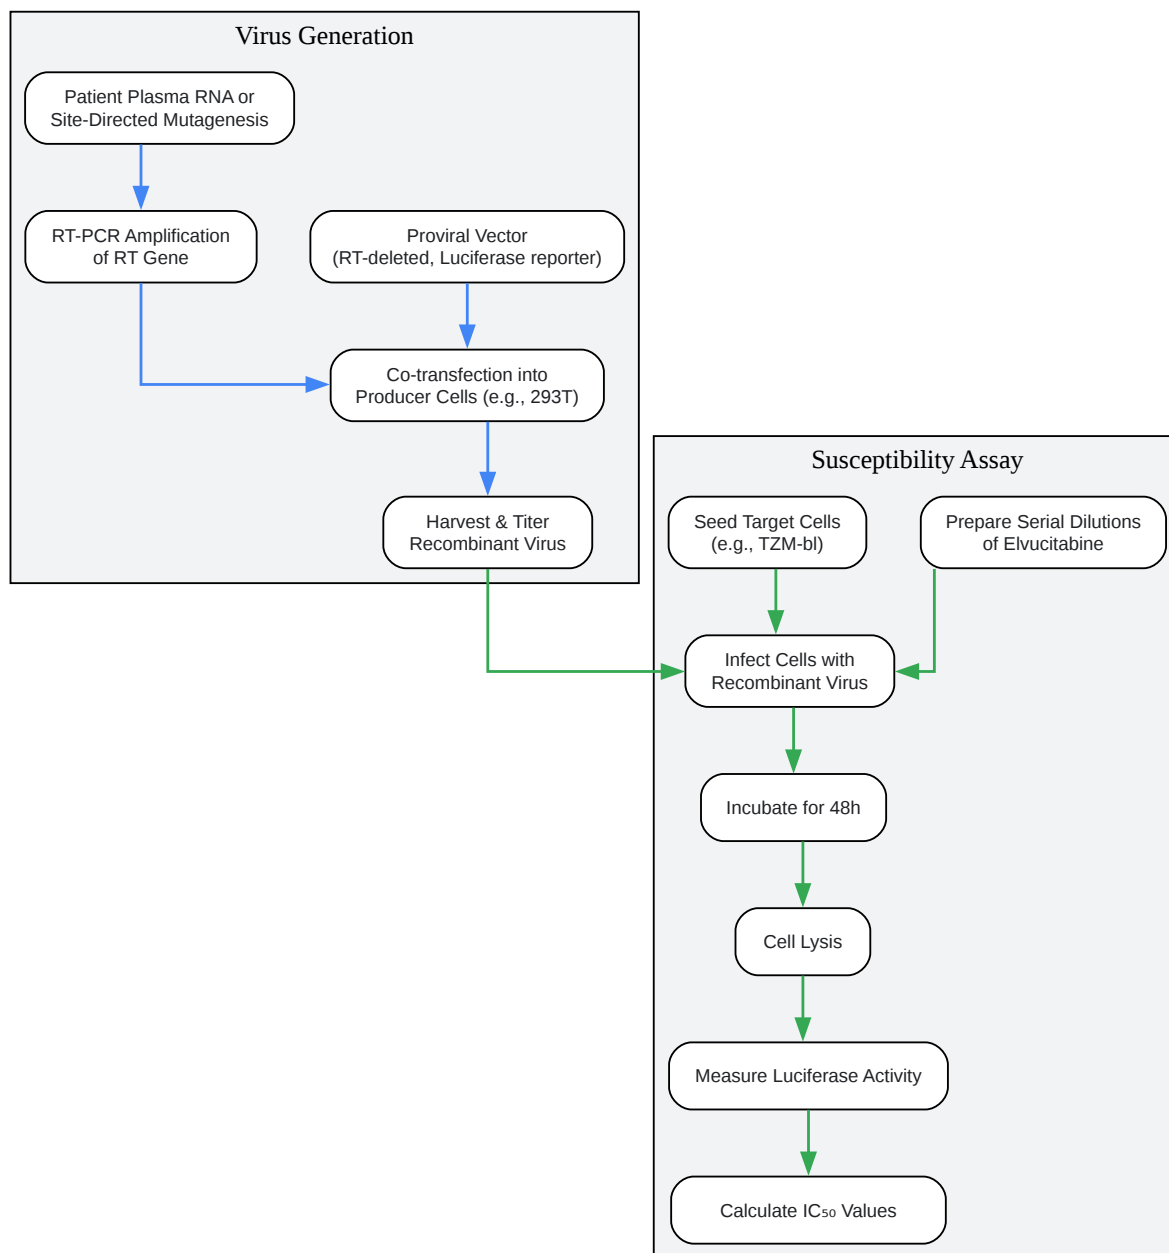 Virus Generation
Patient Plasma RNA or
Site-Directed Mutagenesis
RT-PCR Amplification
of RT Gene
Proviral Vector
(RT-deleted, Luciferase reporter)
Co-transfection into
Producer Cells (e.g., 293T)
Harvest & Titer
Recombinant Virus
Susceptibility Assay
Seed Target Cells
(e.g., TZM-bl)
Prepare Serial Dilutions
of Elvucitabine
Infect Cells with
Recombinant Virus
Incubate for 48h
Cell Lysis
Measure Luciferase Activity
Calculate IC₅₀ Values